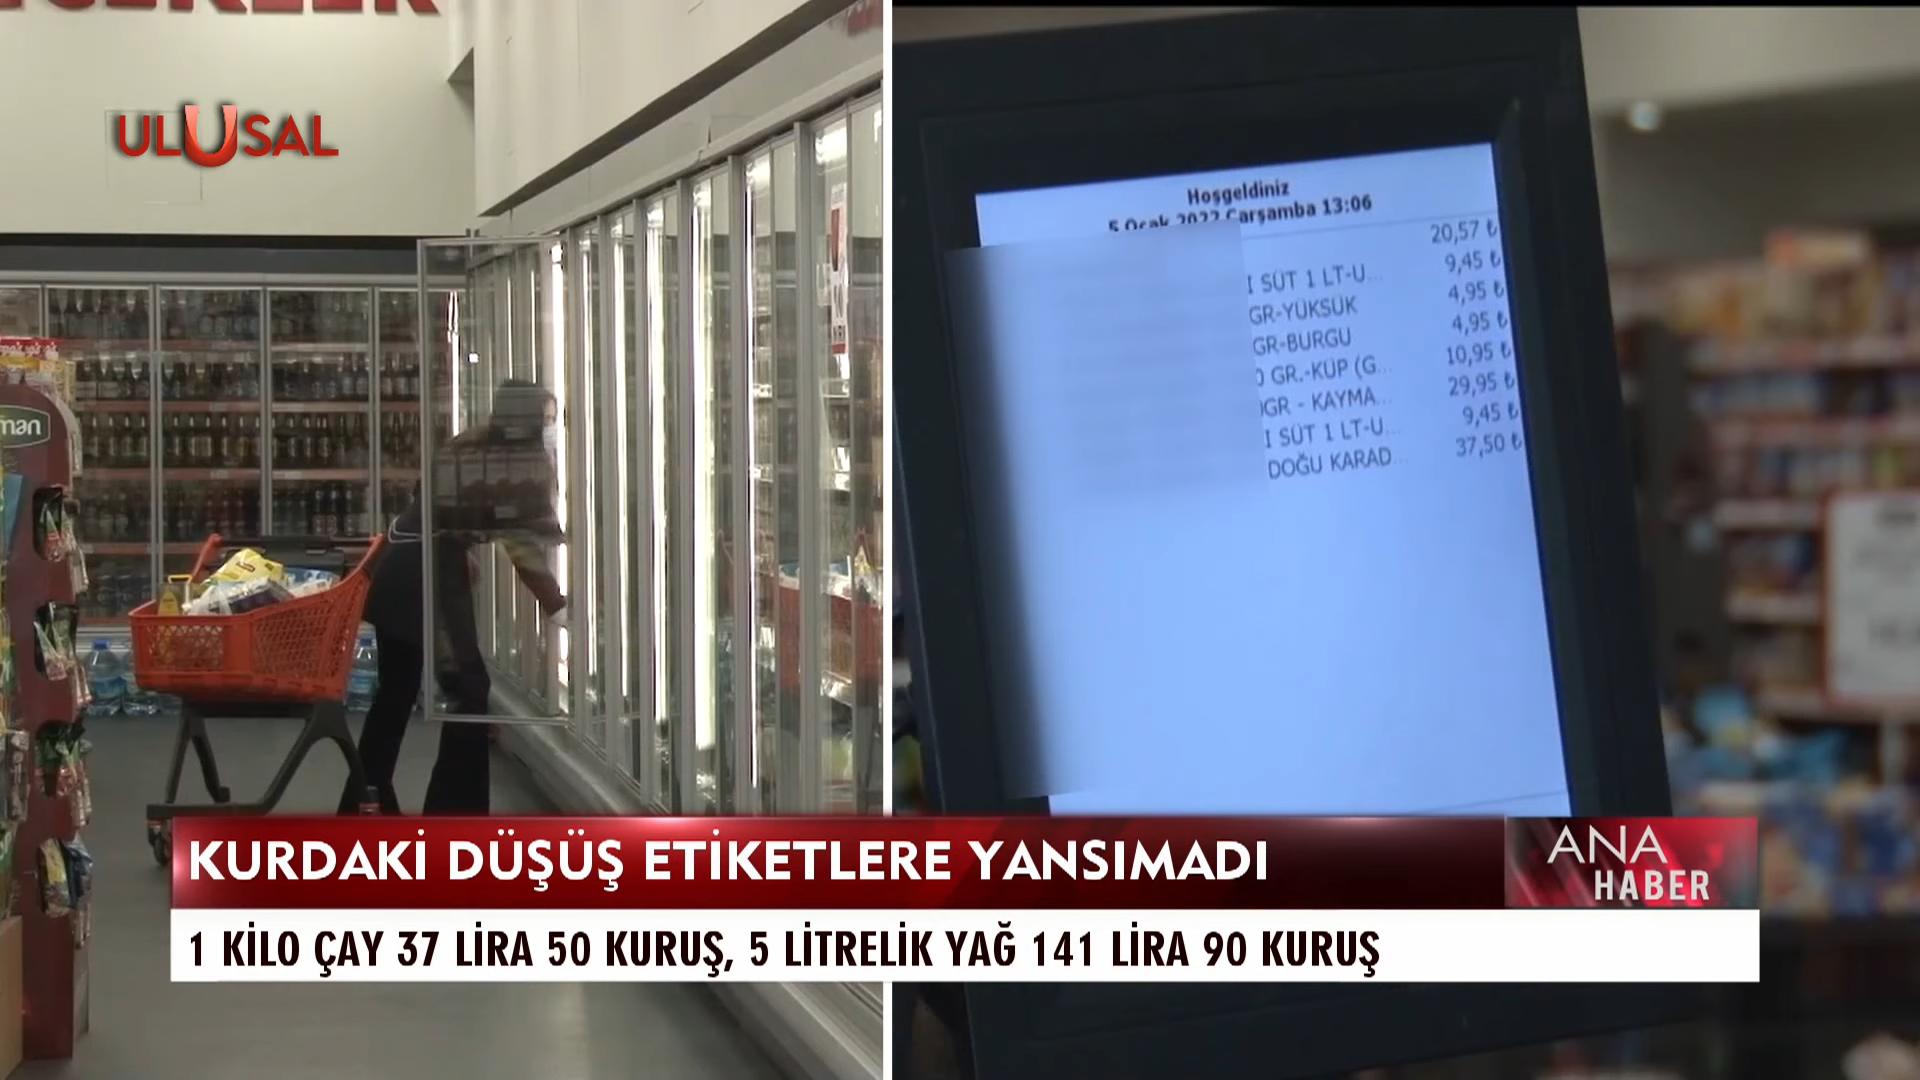 ULUSAL
man
Hoşgeldiniz
5 Ocak 2022 Çarşamba 13:06
20,57 ₺
I SÜT 1 LT-U... 9,45 ₺
GR-YÜKSÜK 4,95 ₺
GR-BURGU 4,95 ₺
0 GR.-KÜP (G... 10,95 ₺
GR - KAYMA... 29,95 ₺
I SÜT 1 LT-U... 9,45 ₺
DOĞU KARAD... 37,50 ₺
KURDAKİ DÜŞÜŞ ETİKETLERE YANSIMADI
ANA
HABER
1 KİLO ÇAY 37 LİRA 50 KURUŞ, 5 LİTRELİK YAĞ 141 LİRA 90 KURUŞ